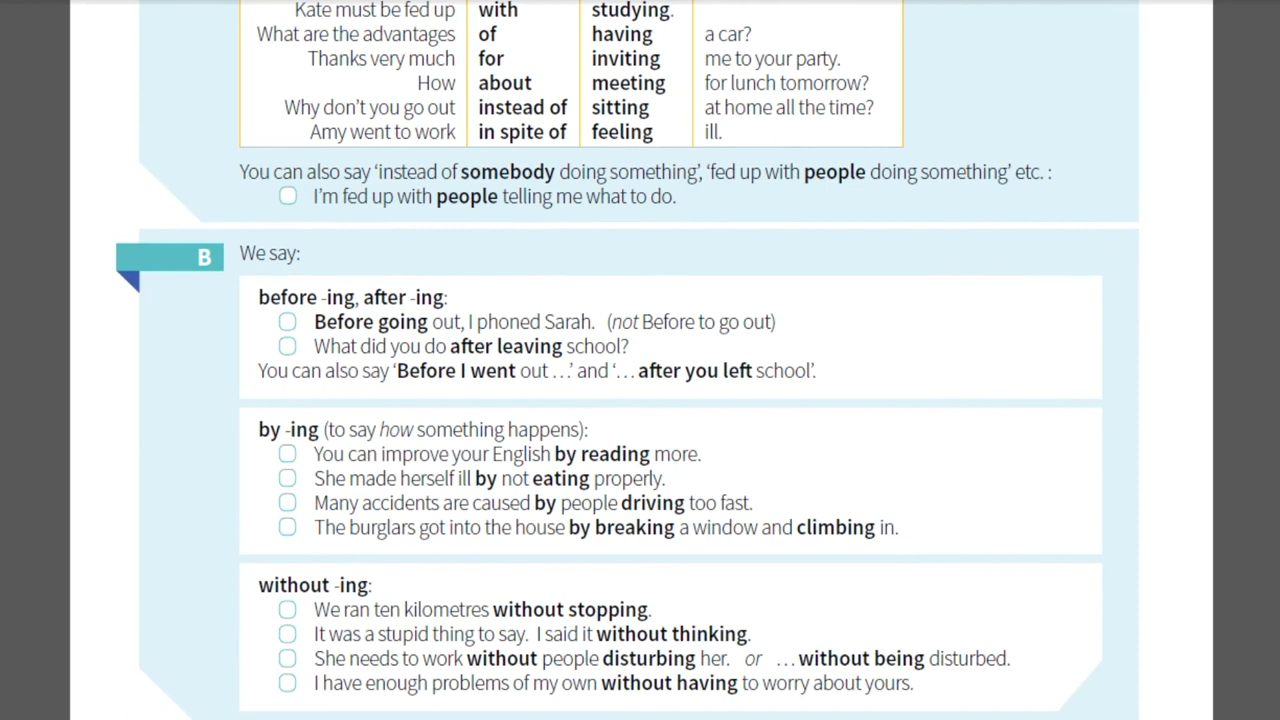 Kate must be fed up with studying.
What are the advantages of having a car?
Thanks very much for inviting me to your party.
How about meeting for lunch tomorrow?
Why don’t you go out instead of sitting at home all the time?
Amy went to work in spite of feeling ill.
You can also say ‘instead of somebody doing something’, ‘fed up with people doing something’ etc. :
I’m fed up with people telling me what to do.
B We say:
before -ing, after -ing:
Before going out, I phoned Sarah. (not Before to go out)
What did you do after leaving school?
You can also say ‘Before I went out …’ and ‘… after you left school’.
by -ing (to say how something happens):
You can improve your English by reading more.
She made herself ill by not eating properly.
Many accidents are caused by people driving too fast.
The burglars got into the house by breaking a window and climbing in.
without -ing:
We ran ten kilometres without stopping.
It was a stupid thing to say. I said it without thinking.
She needs to work without people disturbing her. or … without being disturbed.
I have enough problems of my own without having to worry about yours.